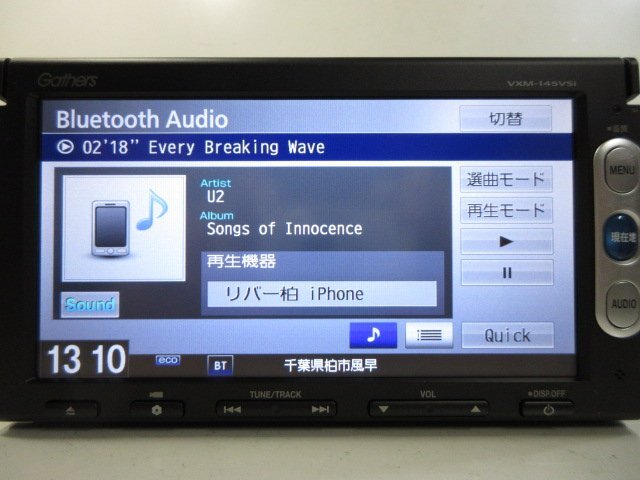 Gathers
VXM-145VSi
Bluetooth Audio
切替
02'18" Every Breaking Wave
Artist
U2
Album
Songs of Innocence
再生機器
リバー柏 iPhone
Sound
選曲モード
再生モード
Quick
13 10
eco
BT
千葉県柏市風早
MENU
現在地
AUDIO
TUNE/TRACK
VOL
DISP.OFF